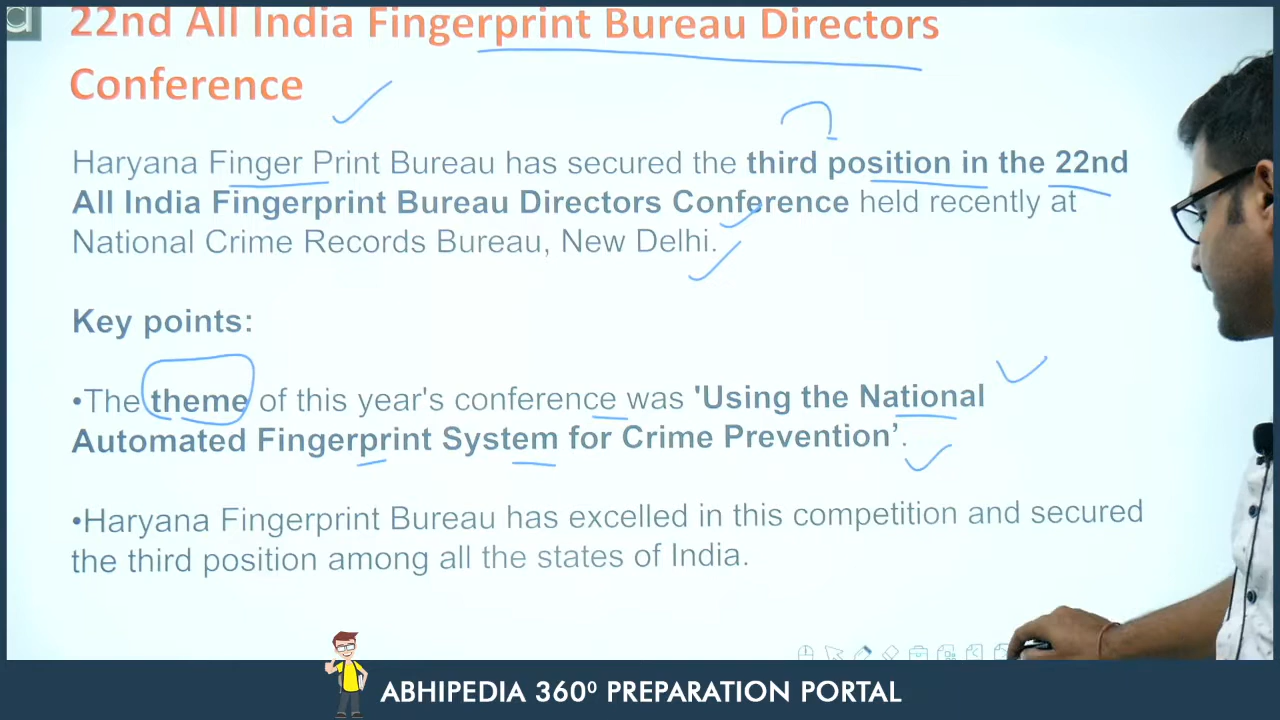 22nd All India Fingerprint Bureau Directors
Conference
Haryana Finger Print Bureau has secured the third position in the 22nd
All India Fingerprint Bureau Directors Conference held recently at
National Crime Records Bureau, New Delhi.
Key points:
•The theme of this year's conference was 'Using the National
Automated Fingerprint System for Crime Prevention’.
•Haryana Fingerprint Bureau has excelled in this competition and secured
the third position among all the states of India.
ABHIPEDIA 360⁰ PREPARATION PORTAL